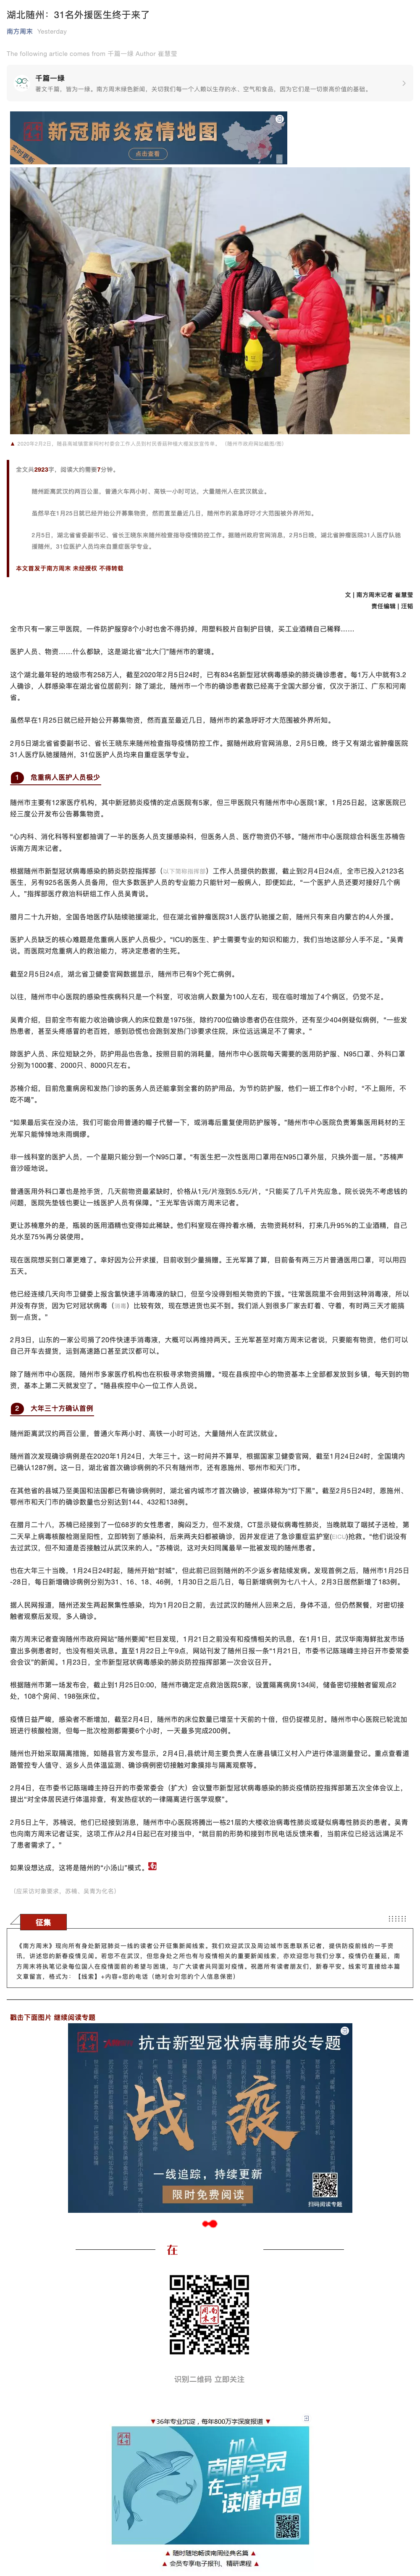 湖北随州：31名外援医生终于来了
南方周末 Yesterday
The following article comes from 千篇一绿 Author 崔慧莹
千篇一绿
著文千篇，皆为一绿。南方周末绿色新闻，关切我们每一个人赖以生存的水、空气和食品，因为它们是一切崇高价值的基础。
新冠肺炎疫情地图
实时更新
点击查看
全文共2923字，阅读大约需要7分钟。
随州距离武汉约两百公里，普通火车两小时、高铁一小时可达，大量随州人在武汉就业。
虽然早在1月25日就已经开始公开募集物资，然而直至最近几日，随州市的紧急呼吁才大范围被外界所知。
2月5日，湖北省省委副书记、省长王晓东来随州检查指导疫情防控工作。据随州政府官网消息，2月5日晚，湖北省肿瘤医院31人医疗队驰
援随州，31位医护人员均来自重症医学专业。
本文首发于南方周末 未经授权 不得转载
文 | 南方周末记者 崔慧莹
责任编辑 | 汪韬
全市只有一家三甲医院，一件防护服穿8个小时也舍不得扔掉，用塑料胶片自制护目镜，买工业酒精自己稀释……
医护人员、物资……什么都缺，这是湖北省“北大门”随州市的窘境。
这个湖北最年轻的地级市有258万人，截至2020年2月5日24时，已有834名新型冠状病毒感染的肺炎确诊患者。每1万人中就有3.2
人确诊，人群感染率在湖北省位居前列；除了湖北，随州市一个市的确诊患者数已经高于全国大部分省，仅次于浙江、广东和河南
省。
虽然早在1月25日就已经开始公开募集物资，然而直至最近几日，随州市的紧急呼吁才大范围被外界所知。
2月5日湖北省省委副书记、省长王晓东来随州检查指导疫情防控工作。据随州政府官网消息，2月5日晚，终于又有湖北省肿瘤医院
31人医疗队驰援随州，31位医护人员均来自重症医学专业。
1 危重病人医护人员极少
随州市主要有12家医疗机构，其中新冠肺炎疫情的定点医院有5家，但三甲医院只有随州市中心医院1家，1月25日起，这家医院已
经三度公开发布公告募集物资。
“心内科、消化科等科室都抽调了一半的医务人员支援感染科，但医务人员、医疗物资仍不够。”随州市中心医院综合科医生苏楠告
诉南方周末记者。
根据随州市新型冠状病毒感染的肺炎防控指挥部（以下简称指挥部）工作人员提供的数据，截止到2月4日24点，全市已投入2123名
医生，另有925名医务人员备用，但大多数医护人员的专业能力只能针对一般病人，即便如此，“一个医护人员还要对接好几个病
人。”指挥部医疗救治科研组工作人员吴青说。
腊月二十九开始，全国各地医疗队陆续驰援湖北，但在湖北省肿瘤医院31人医疗队驰援之前，随州只有来自内蒙古的4人外援。
医护人员缺乏的核心难题是危重病人医护人员极少。“ICU的医生、护士需要专业的知识和能力，我们当地这部分人手不足。”吴青
说。而医院对危重病人的救治能力，将决定患者的生死。
截至2月5日24点，湖北省卫健委官网数据显示，随州市已有9个死亡病例。
以往，随州市中心医院的感染性疾病科只是一个科室，可收治病人数量为100人左右，现在临时增加了4个病区，仍觉不足。
吴青介绍，目前全市有能力收治确诊病人的床位数是1975张，除约700位确诊患者仍在住院外，还有至少404例疑似病例，“一些发
热患者，甚至头疼感冒的老百姓，感到恐慌也会跑到发热门诊要求住院，床位远远满足不了需求。”
除医护人员、床位短缺之外，防护用品也告急。按照目前的消耗量，随州市中心医院每天需要的医用防护服、N95口罩、外科口罩
分别为1000套、2000只、8000只左右。
苏楠介绍，目前危重病房和发热门诊的医务人员还能拿到全套的防护用品，为节约防护服，他们一班工作8个小时，“不上厕所，不
吃不喝”。
“如果最后实在没办法，我们可能会用普通的帽子代替一下，或消毒后重复使用防护服等。”随州市中心医院负责筹集医用耗材的王
光军只能悻悻地未雨绸缪。
非一线科室的医护人员，一个星期只能分到一个N95口罩。“有医生把一次性医用口罩用在N95口罩外层，只换外面一层。”苏楠声
音沙哑地说。
普通医用外科口罩也是抢手货，几天前物资最紧缺时，价格从1元/片涨到5.5元/片，“只能买了几千片先应急。院长说先不考虑钱的
问题，医院先垫钱也要让一线医护人员有保障。”王光军告诉南方周末记者。
更让苏楠意外的是，瓶装的医用酒精也变得如此稀缺。他们科室现在得拎着水桶，去物资耗材科，打来几升95%的工业酒精，自己
兑水至75%再分装使用。
现在医院想买到口罩更难了。幸好因为公开求援，目前收到少量捐赠。王光军算了算，目前备有两三万片普通医用口罩，可以用四
五天。
他已经连续几天向市卫健委上报含氯快速手消毒液的缺口，但至今没得到相关物资的下拨。“往常医院里不会用到这种消毒液，所以
并没有存货，因为它对冠状病毒（消毒）比较有效，现在想进货也买不到。我们派人到很多厂家去盯着、守着，有时两三天才能搞
到一点货。”
2月3日，山东的一家公司捐了20件快速手消毒液，大概可以再维持两天。王光军甚至对南方周末记者说，只要能有物资，他们可以
自己开车去提货，运到高速路口甚至武汉都可以。
除了随州市中心医院，随州市多家医疗机构也在积极寻求物资捐赠。“现在县疾控中心的物资基本上全部都发放到乡镇，每天到的物
资，基本上第二天就发空了。”随县疾控中心一位工作人员说。
2 大年三十方确认首例
随州距离武汉约两百公里，普通火车两小时、高铁一小时可达，大量随州人在武汉就业。
随州首次发现确诊病例是在2020年1月24日，大年三十。这一时间并不算早，根据国家卫健委官网，截至1月24日24时，全国境内
已确认1287例。这一日，湖北省首次确诊病例的不只有随州市，还有恩施州、鄂州市和天门市。
在其他省的县城乃至美国和法国都已有确诊病例时，湖北省内城市才首次确诊，被媒体称为“灯下黑”。截至2月5日24时，恩施州、
鄂州市和天门市的确诊数量也分别达到144、432和138例。
在腊月二十八，苏楠已经接到了一位68岁的女性患者，胸闷乏力，但不发烧，CT显示疑似病毒性肺炎，当晚就取了咽拭子送检，第
二天早上病毒核酸检测呈阳性，立即转到了感染科，后来两夫妇都被确诊，因并发症进了急诊重症监护室(EICU)抢救。“他们说没有
去过武汉，但不知道是否接触过从武汉来的人。”苏楠说，这对夫妇同属最早一批被发现的随州患者。
也在大年三十当晚，1月24日24时起，随州开始“封城”，但此前已回到随州的不少返乡者陆续发病。发现首例之后，随州市1月25日
-28日，每日新增确诊病例分别为31、16、18、46例，1月30日之后几日，每日新增病例为七八十人，2月3日居然新增了183例。
据人民网报道，随州还发生两起聚集性感染，均为1月20日之前，去过武汉的随州人回来之后，身体不适，但仍然聚餐，对密切接
触者观察后发现，多人确诊。
南方周末记者查询随州市政府网站“随州要闻”栏目发现，1月21日之前没有和疫情相关的讯息，在1月1日，武汉华南海鲜批发市场
查出多例患者时，也没有相关讯息。直至1月22日上午9点，网站刊发了随州日报一条“1月21日，市委书记陈瑞峰主持召开市委常委
会会议”的新闻。1月23日，全市新型冠状病毒感染的肺炎防控指挥部第一次会议召开。
根据随州市第一场发布会，截止到1月25日0:00，随州市确定定点救治医院5家，设置隔离病房134间，储备密切接触者留观点2
处，108个房间，198张床位。
疫情日益严峻，感染者不断增加，截至2月4日，随州市的床位数量已增至十天前的十倍，但仍捉襟见肘。随州市中心医院已轮流加
班进行核酸检测，但每一批次检测都需要6个小时，一天最多完成200例。
随州也开始采取隔离措施，如随县官方发布显示，2月4日,县统计局主要负责人在唐县镇江义村入户进行体温测量登记。重点查看道
路管控专人值守、返乡人员体温监测、确诊病例密切接触对象摸排与隔离观察等。
2月4日，在市委书记陈瑞峰主持召开的市委常委会（扩大）会议暨市新型冠状病毒感染的肺炎疫情防控指挥部第五次全体会议上，
提出“对全体居民进行体温排查，有发热症状的一律隔离进行医学观察”。
2月5日上午，苏楠说，他们已经接到消息，随州市中心医院将腾出一栋21层的大楼收治病毒性肺炎或疑似病毒性肺炎的患者。吴青
也向南方周末记者证实，这项工作从2月4日起已在对接当中，“就目前的形势和接到市民电话反馈来看，当前床位已经远远满足不
了患者需求了。”
如果设想达成，这将是随州的“小汤山”模式。
（应采访对象要求，苏楠、吴青为化名）
征集
《南方周末》现向所有身处新冠肺炎一线的读者公开征集新闻线索。我们欢迎武汉及周边城市医患联系记者，提供防疫前线的一手资
讯，讲述您的新春疫情见闻。若您不在武汉，但您身处之所也有与疫情相关的重要新闻线索，亦欢迎您与我们分享。疫情仍在蔓延，南
方周末将执笔记录每位国人在疫情面前的希望与困境，与广大读者共同面对疫情。祝愿所有读者朋友们，新春平安。线索可直接给本篇
文章留言，格式为：【线索】+内容+您的电话（绝对会对您的个人信息保密）
戳击下面图片 继续阅读专题
抗击新型冠状病毒肺炎专题
战疫
一线追踪，持续更新
限时免费阅读
扫码阅读专题
在
识别二维码 立即关注
▼36年专业沉淀，每年800万字深度报道▼
加入
南周会员
在一起
读懂中国
▲ 随时随地畅读南周经典名篇 ▲
▲ 会员专享电子报刊、精研课程 ▲